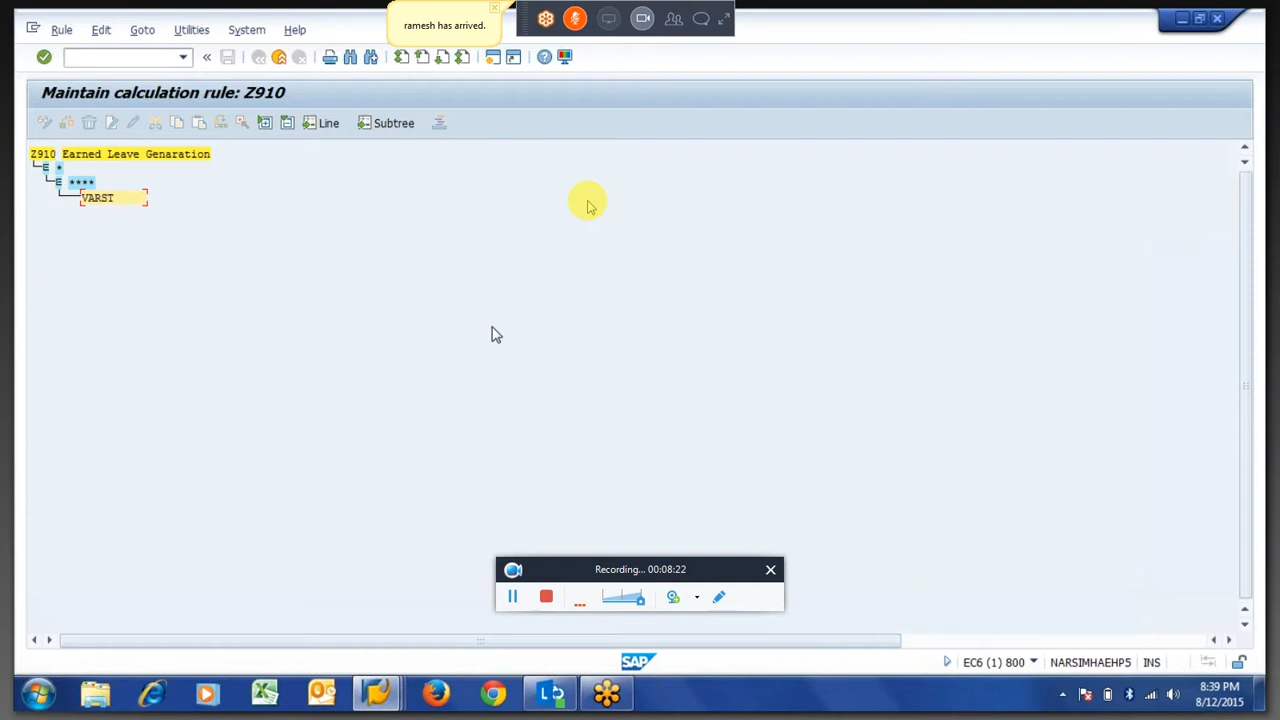 ramesh has arrived.
Rule Edit Goto Utilities System Help
Maintain calculation rule: Z910
Line Subtree
Z910 Earned Leave Genaration
*
****
VARST
Recording... 00:08:22
SAP
EC6 (1) 800 NARSIMHAEHP5 INS
8:39 PM
8/12/2015